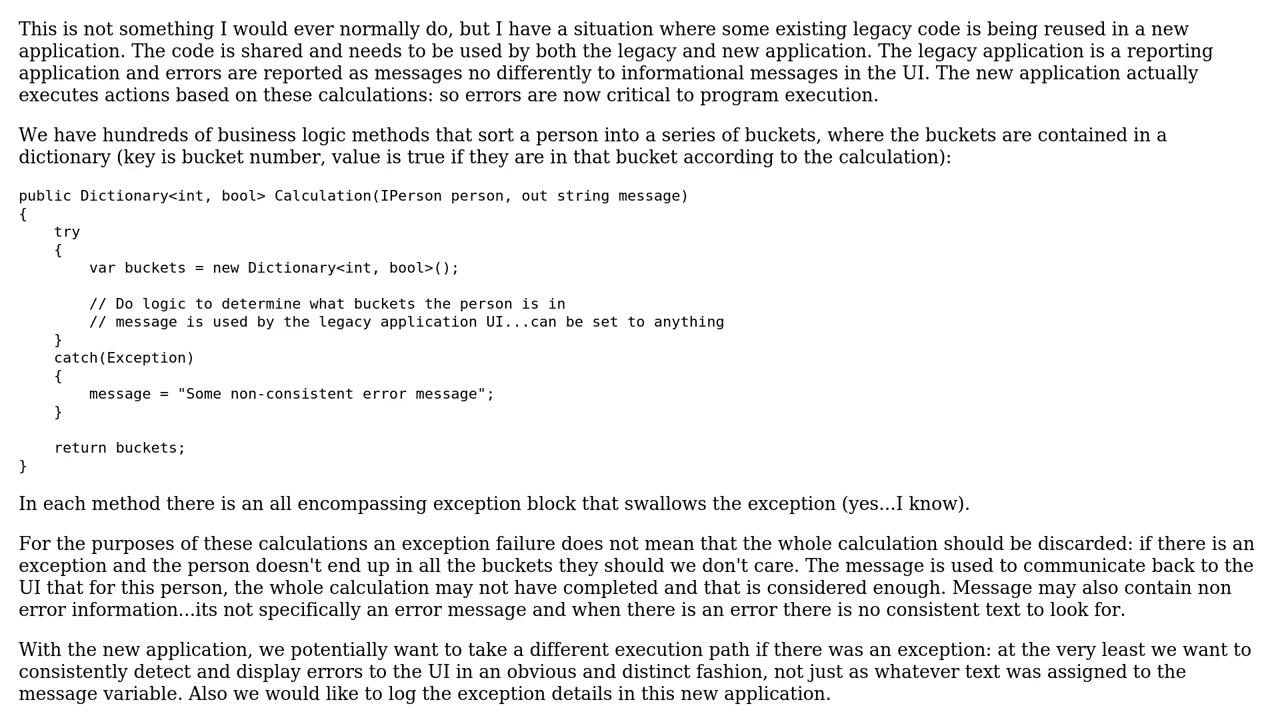 This is not something I would ever normally do, but I have a situation where some existing legacy code is being reused in a new
application. The code is shared and needs to be used by both the legacy and new application. The legacy application is a reporting
application and errors are reported as messages no differently to informational messages in the UI. The new application actually
executes actions based on these calculations: so errors are now critical to program execution.
We have hundreds of business logic methods that sort a person into a series of buckets, where the buckets are contained in a
dictionary (key is bucket number, value is true if they are in that bucket according to the calculation):
public Dictionary<int, bool> Calculation(IPerson person, out string message)
{
    try
    {
        var buckets = new Dictionary<int, bool>();
        // Do logic to determine what buckets the person is in
        // message is used by the legacy application UI...can be set to anything
    }
    catch(Exception)
    {
        message = "Some non-consistent error message";
    }
    return buckets;
}
In each method there is an all encompassing exception block that swallows the exception (yes...I know).
For the purposes of these calculations an exception failure does not mean that the whole calculation should be discarded: if there is an
exception and the person doesn't end up in all the buckets they should we don't care. The message is used to communicate back to the
UI that for this person, the whole calculation may not have completed and that is considered enough. Message may also contain non
error information...its not specifically an error message and when there is an error there is no consistent text to look for.
With the new application, we potentially want to take a different execution path if there was an exception: at the very least we want to
consistently detect and display errors to the UI in an obvious and distinct fashion, not just as whatever text was assigned to the
message variable. Also we would like to log the exception details in this new application.